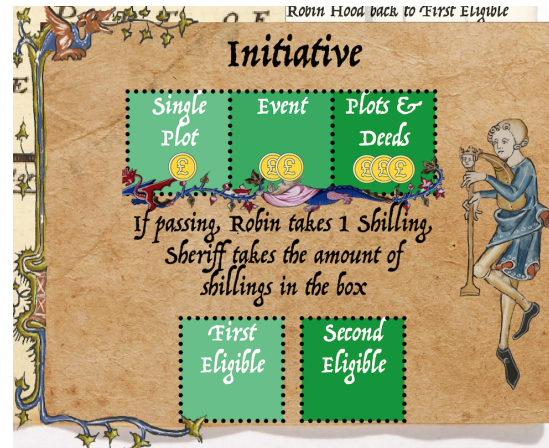 Robin Hood back to First Eligible
Initiative
Single
Plot
Event
Plots &
Deeds
If passing, Robin takes 1 Shilling,
Sheriff takes the amount of
shillings in the box
First
Eligible
Second
Eligible